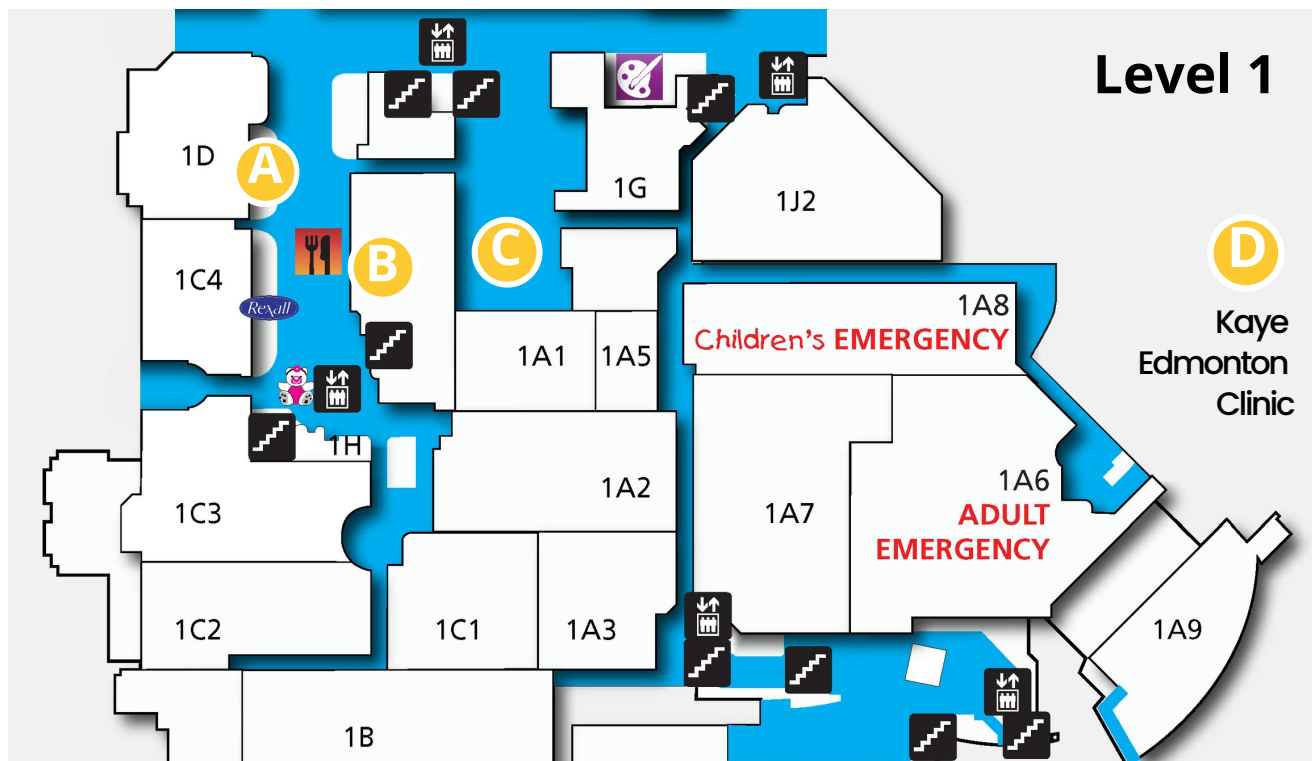 Level 1
1D
A
1G
1J2
1C4
B
C
D
Rexall
1A1
1A5
1A8
Children's EMERGENCY
Kaye
Edmonton
Clinic
1H
1C3
1A2
1A7
1A6
ADULT
EMERGENCY
1C2
1C1
1A3
1A9
1B